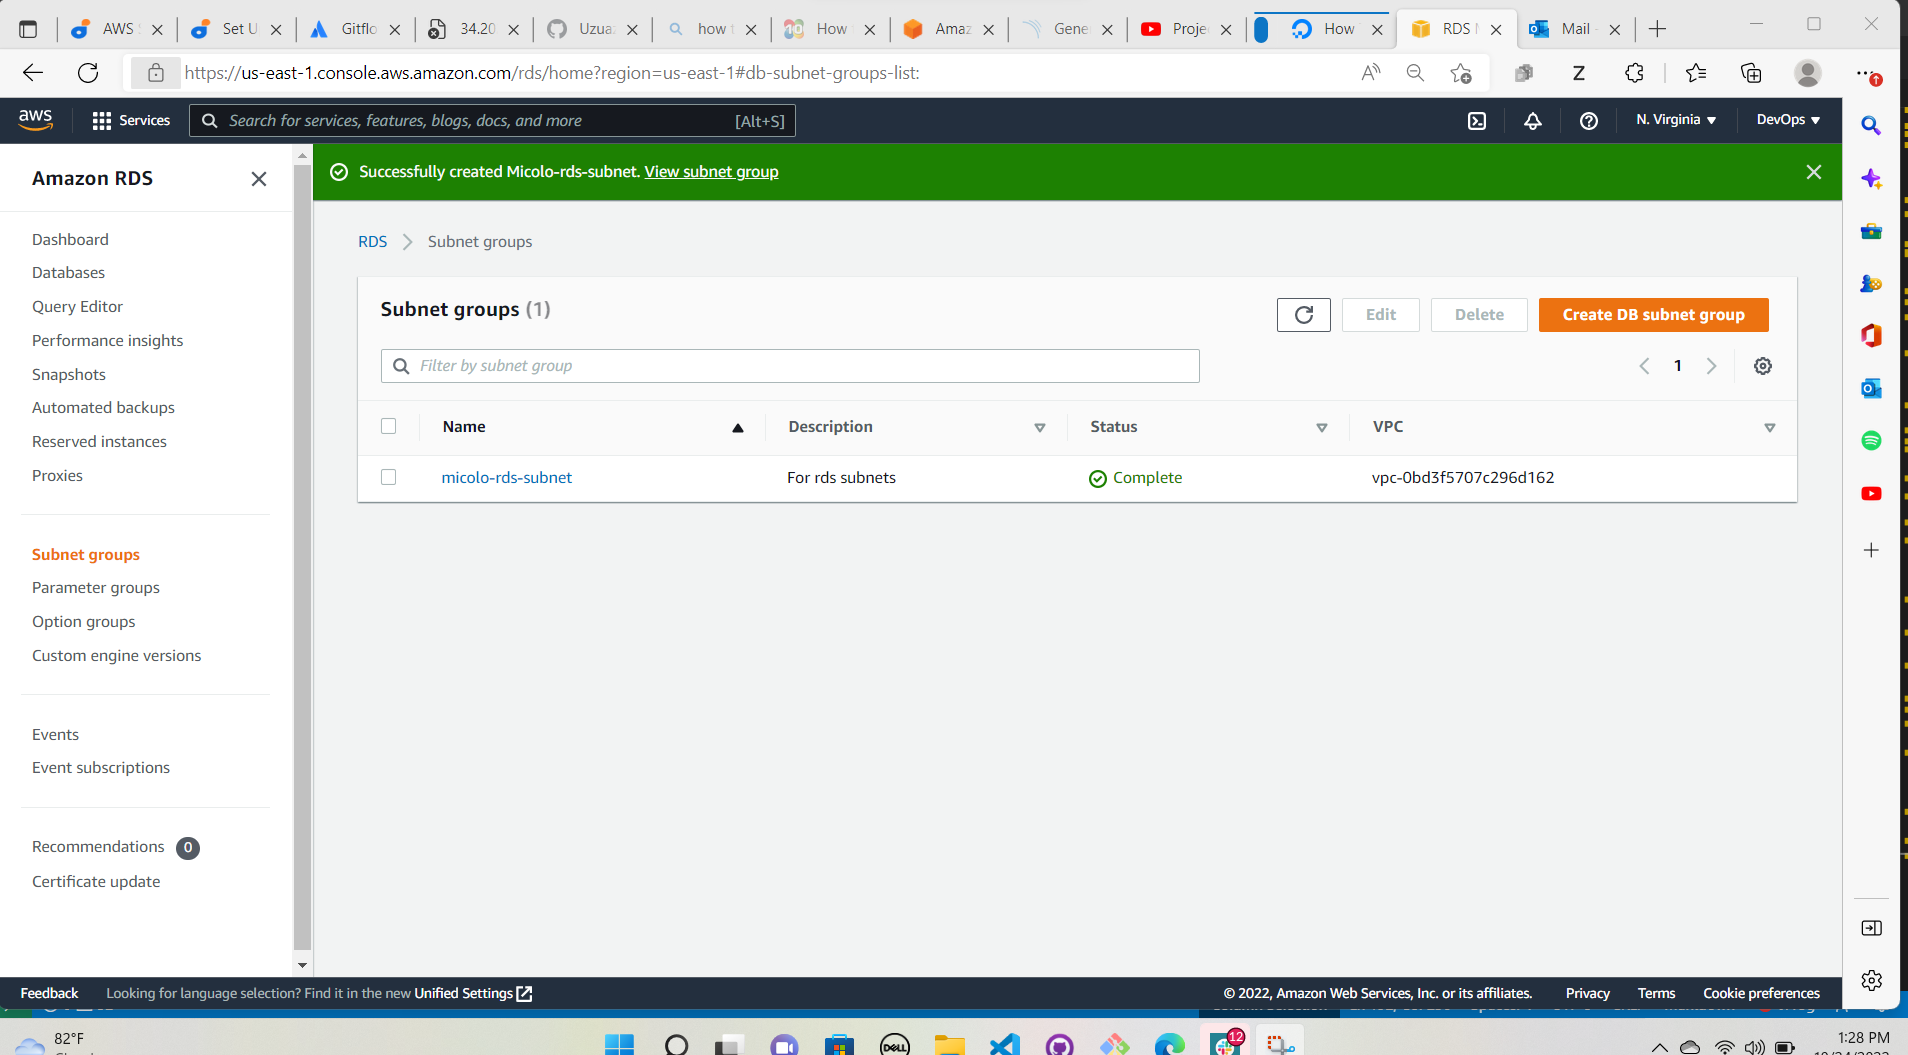 AWS
Set U
Gitflo
34.20
Uzua
how
How
Amaz
Gene
Proje
How
RDS
Mail
https://us-east-1.console.aws.amazon.com/rds/home?region=us-east-1#db-subnet-groups-list:
aws
Services
Search for services, features, blogs, docs, and more
[Alt+S]
N. Virginia
DevOps
Amazon RDS
Dashboard
Databases
Query Editor
Performance insights
Snapshots
Automated backups
Reserved instances
Proxies
Subnet groups
Parameter groups
Option groups
Custom engine versions
Events
Event subscriptions
Recommendations 0
Certificate update
Successfully created Micolo-rds-subnet. View subnet group
RDS
Subnet groups
Subnet groups (1)
Edit
Delete
Create DB subnet group
Filter by subnet group
1
Name
Description
Status
VPC
micolo-rds-subnet
For rds subnets
Complete
vpc-0bd3f5707c296d162
Feedback
Looking for language selection? Find it in the new Unified Settings
© 2022, Amazon Web Services, Inc. or its affiliates.
Privacy
Terms
Cookie preferences
82°F
DELL
12
1:28 PM